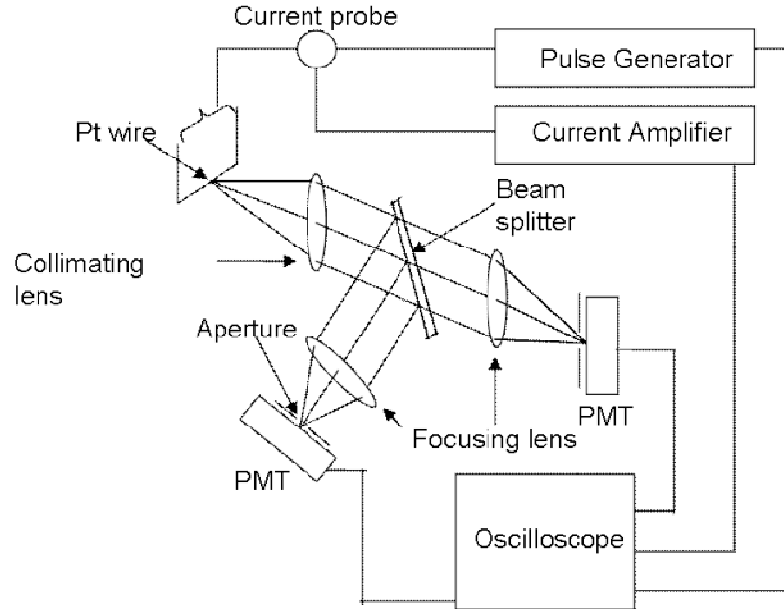 Current probe
Pulse Generator
Current Amplifier
Pt wire
Beam
splitter
Collimating
lens
Aperture
PMT
Focusing lens
PMT
Oscilloscope